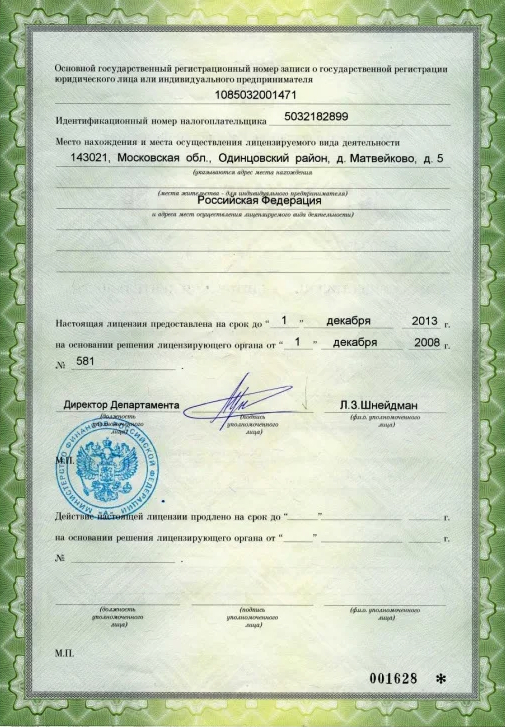 Основной государственный регистрационный номер записи о государственной регистрации
юридического лица или индивидуального предпринимателя
1085032001471
Идентификационный номер налогоплательщика 5032182899
Место нахождения и места осуществления лицензируемого вида деятельности
143021, Московская обл., Одинцовский район, д. Матвейково, д. 5
(указываются адрес места нахождения
(места жительства - для индивидуального предпринимателя)
Российская Федерация
и адреса мест осуществления лицензируемого вида деятельности)
Настоящая лицензия предоставлена на срок до “ 1 ” декабря 2013 г.
на основании решения лицензирующего органа от “ 1 ” декабря 2008 г.
№ 581
Директор Департамента Л.З.Шнейдман
(должность уполномоченного лица) (подпись уполномоченного лица) (ф.и.о. уполномоченного лица)
МИНИСТЕРСТВО ФИНАНСОВ РОССИЙСКОЙ ФЕДЕРАЦИИ
М.П.
Действие настоящей лицензии продлено на срок до “ ” г.
на основании решения лицензирующего органа от “ ” г.
№ .
(должность уполномоченного лица) (подпись уполномоченного лица) (ф.и.о. уполномоченного лица)
М.П.
001628 *